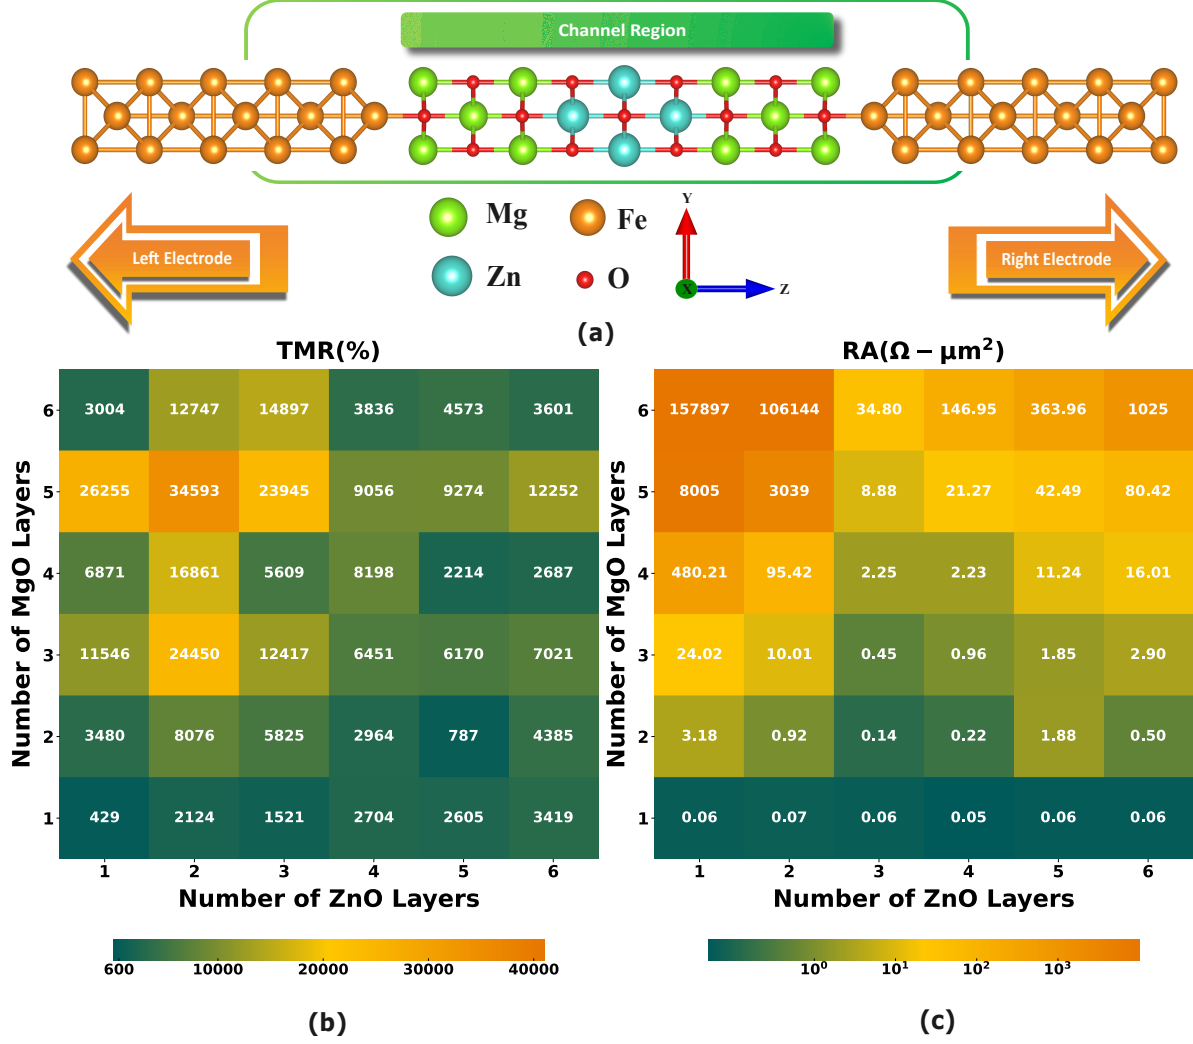 Channel Region
Mg
Fe
Zn
O
Y
X
Z
Left Electrode
Right Electrode
(a)
TMR(%)
Number of MgO Layers
6 3004 12747 14897 3836 4573 3601
5 26255 34593 23945 9056 9274 12252
4 6871 16861 5609 8198 2214 2687
3 11546 24450 12417 6451 6170 7021
2 3480 8076 5825 2964 787 4385
1 429 2124 1521 2704 2605 3419
1 2 3 4 5 6
Number of ZnO Layers
600 10000 20000 30000 40000
(b)
RA(Ω − μm²)
Number of MgO Layers
6 157897 106144 34.80 146.95 363.96 1025
5 8005 3039 8.88 21.27 42.49 80.42
4 480.21 95.42 2.25 2.23 11.24 16.01
3 24.02 10.01 0.45 0.96 1.85 2.90
2 3.18 0.92 0.14 0.22 1.88 0.50
1 0.06 0.07 0.06 0.05 0.06 0.06
1 2 3 4 5 6
Number of ZnO Layers
10⁰ 10¹ 10² 10³
(c)